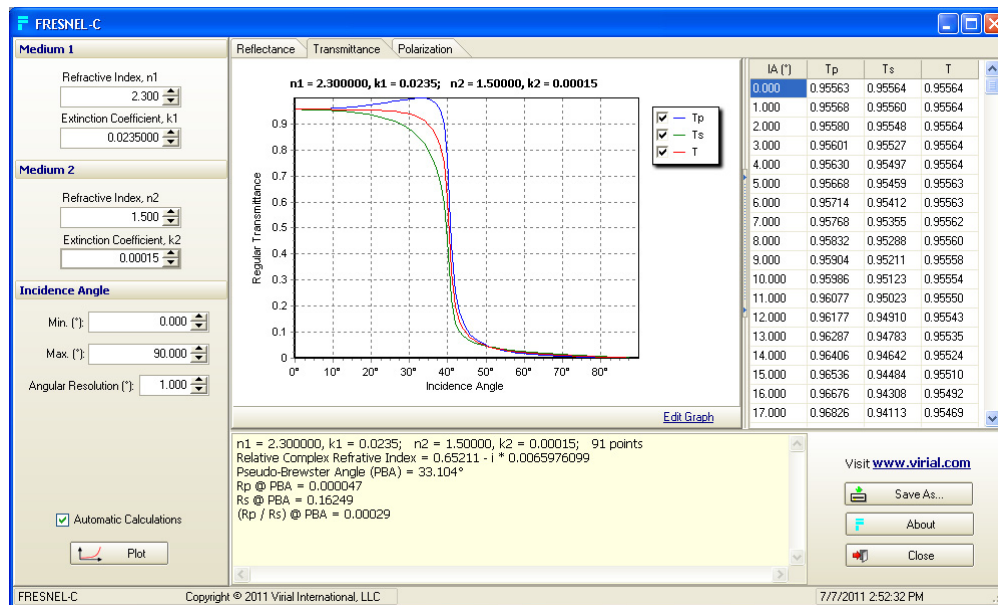 FRESNEL-C
Medium 1
Refractive Index, n1
2.300
Extinction Coefficient, k1
0.0235000
Medium 2
Refractive Index, n2
1.500
Extinction Coefficient, k2
0.00015
Incidence Angle
Min. (°): 0.000
Max. (°): 90.000
Angular Resolution (°): 1.000
Automatic Calculations
Plot
Reflectance Transmittance Polarization
n1 = 2.300000, k1 = 0.0235; n2 = 1.50000, k2 = 0.00015
Regular Transmittance
0.9
0.8
0.7
0.6
0.5
0.4
0.3
0.2
0.1
0
0° 10° 20° 30° 40° 50° 60° 70° 80°
Incidence Angle
Tp
Ts
T
Edit Graph
IA (°) Tp Ts T
0.000 0.95563 0.95564 0.95564
1.000 0.95568 0.95560 0.95564
2.000 0.95580 0.95548 0.95564
3.000 0.95601 0.95527 0.95564
4.000 0.95630 0.95497 0.95564
5.000 0.95668 0.95459 0.95563
6.000 0.95714 0.95412 0.95563
7.000 0.95768 0.95355 0.95562
8.000 0.95832 0.95288 0.95560
9.000 0.95904 0.95211 0.95558
10.000 0.95986 0.95123 0.95554
11.000 0.96077 0.95023 0.95550
12.000 0.96177 0.94910 0.95543
13.000 0.96287 0.94783 0.95535
14.000 0.96406 0.94642 0.95524
15.000 0.96536 0.94484 0.95510
16.000 0.96676 0.94308 0.95492
17.000 0.96826 0.94113 0.95469
n1 = 2.300000, k1 = 0.0235; n2 = 1.50000, k2 = 0.00015; 91 points
Relative Complex Refrative Index = 0.65211 - i * 0.0065976099
Pseudo-Brewster Angle (PBA) = 33.104°
Rp @ PBA = 0.000047
Rs @ PBA = 0.16249
(Rp / Rs) @ PBA = 0.00029
Visit www.virial.com
Save As...
About
Close
FRESNEL-C
Copyright © 2011 Virial International, LLC
7/7/2011 2:52:32 PM